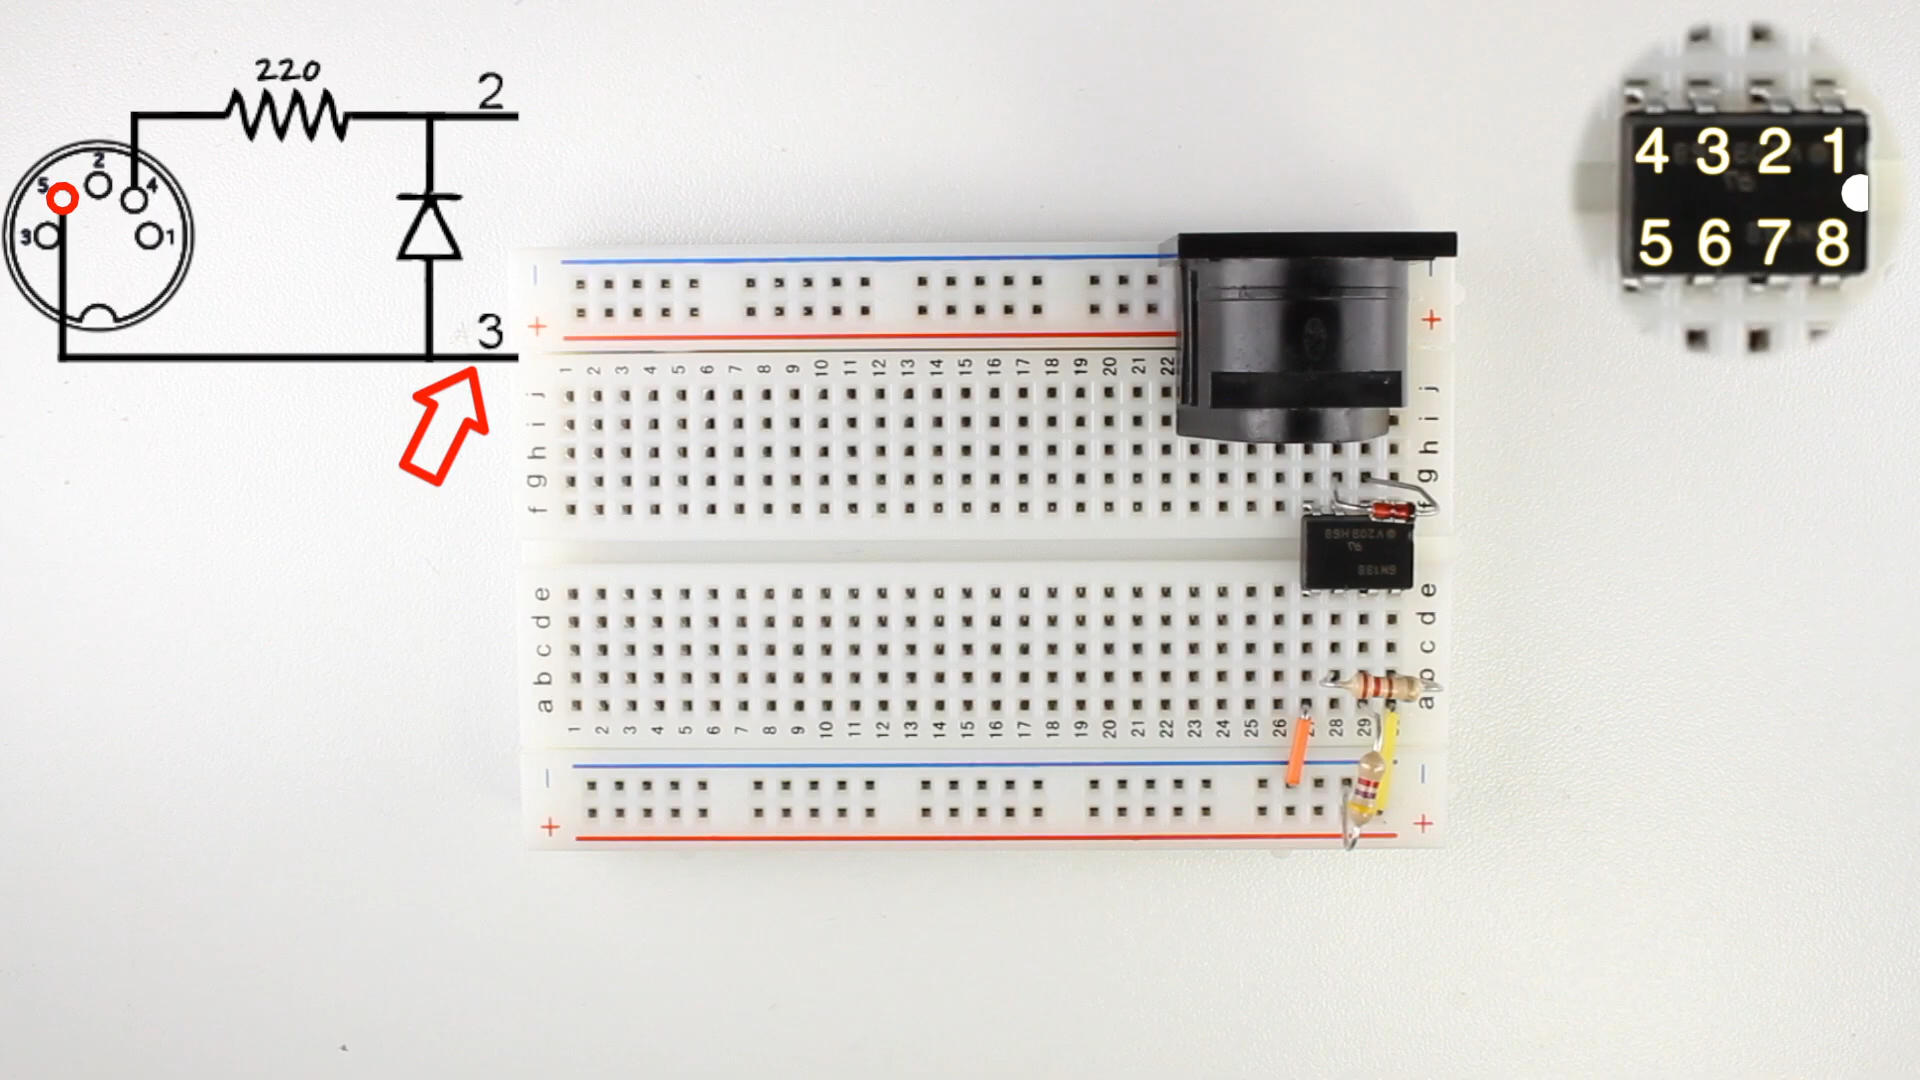 220
2
2
5
4
3
1
3
4 3 2 1
5 6 7 8
− −
+ +
1 2 3 4 5 6 7 8 9 10 11 12 13 14 15 16 17 18 19 20 21 22
j j
i i
h h
g g
f f
V209H68
6N138
e e
d d
c c
b b
a a
1 2 3 4 5 6 7 8 9 10 11 12 13 14 15 16 17 18 19 20 21 22 23 24 25 26 28 29
− −
+ +